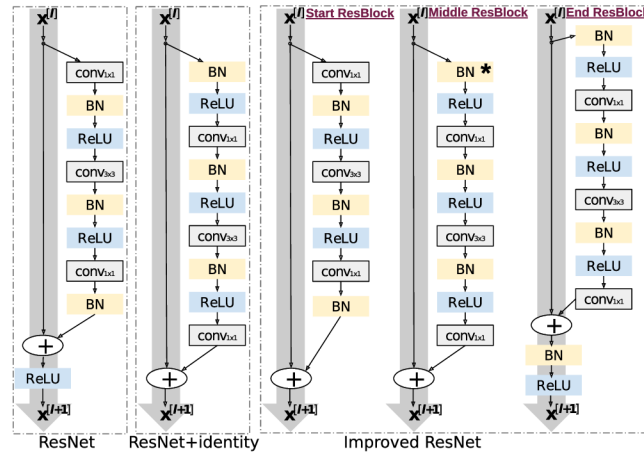 x[l]
conv1x1
BN
ReLU
conv3x3
BN
ReLU
conv1x1
BN
+
ReLU
x[l+1]
ResNet
x[l]
BN
ReLU
conv1x1
BN
ReLU
conv3x3
BN
ReLU
conv1x1
+
x[l+1]
ResNet+identity
x[l] Start ResBlock
conv1x1
BN
ReLU
conv3x3
BN
ReLU
conv1x1
BN
+
x[l+1]
x[l] Middle ResBlock
BN *
ReLU
conv1x1
BN
ReLU
conv3x3
BN
ReLU
conv1x1
+
x[l+1]
x[l] End ResBlock
BN
ReLU
conv1x1
BN
ReLU
conv3x3
BN
ReLU
conv1x1
+
BN
ReLU
x[l+1]
Improved ResNet